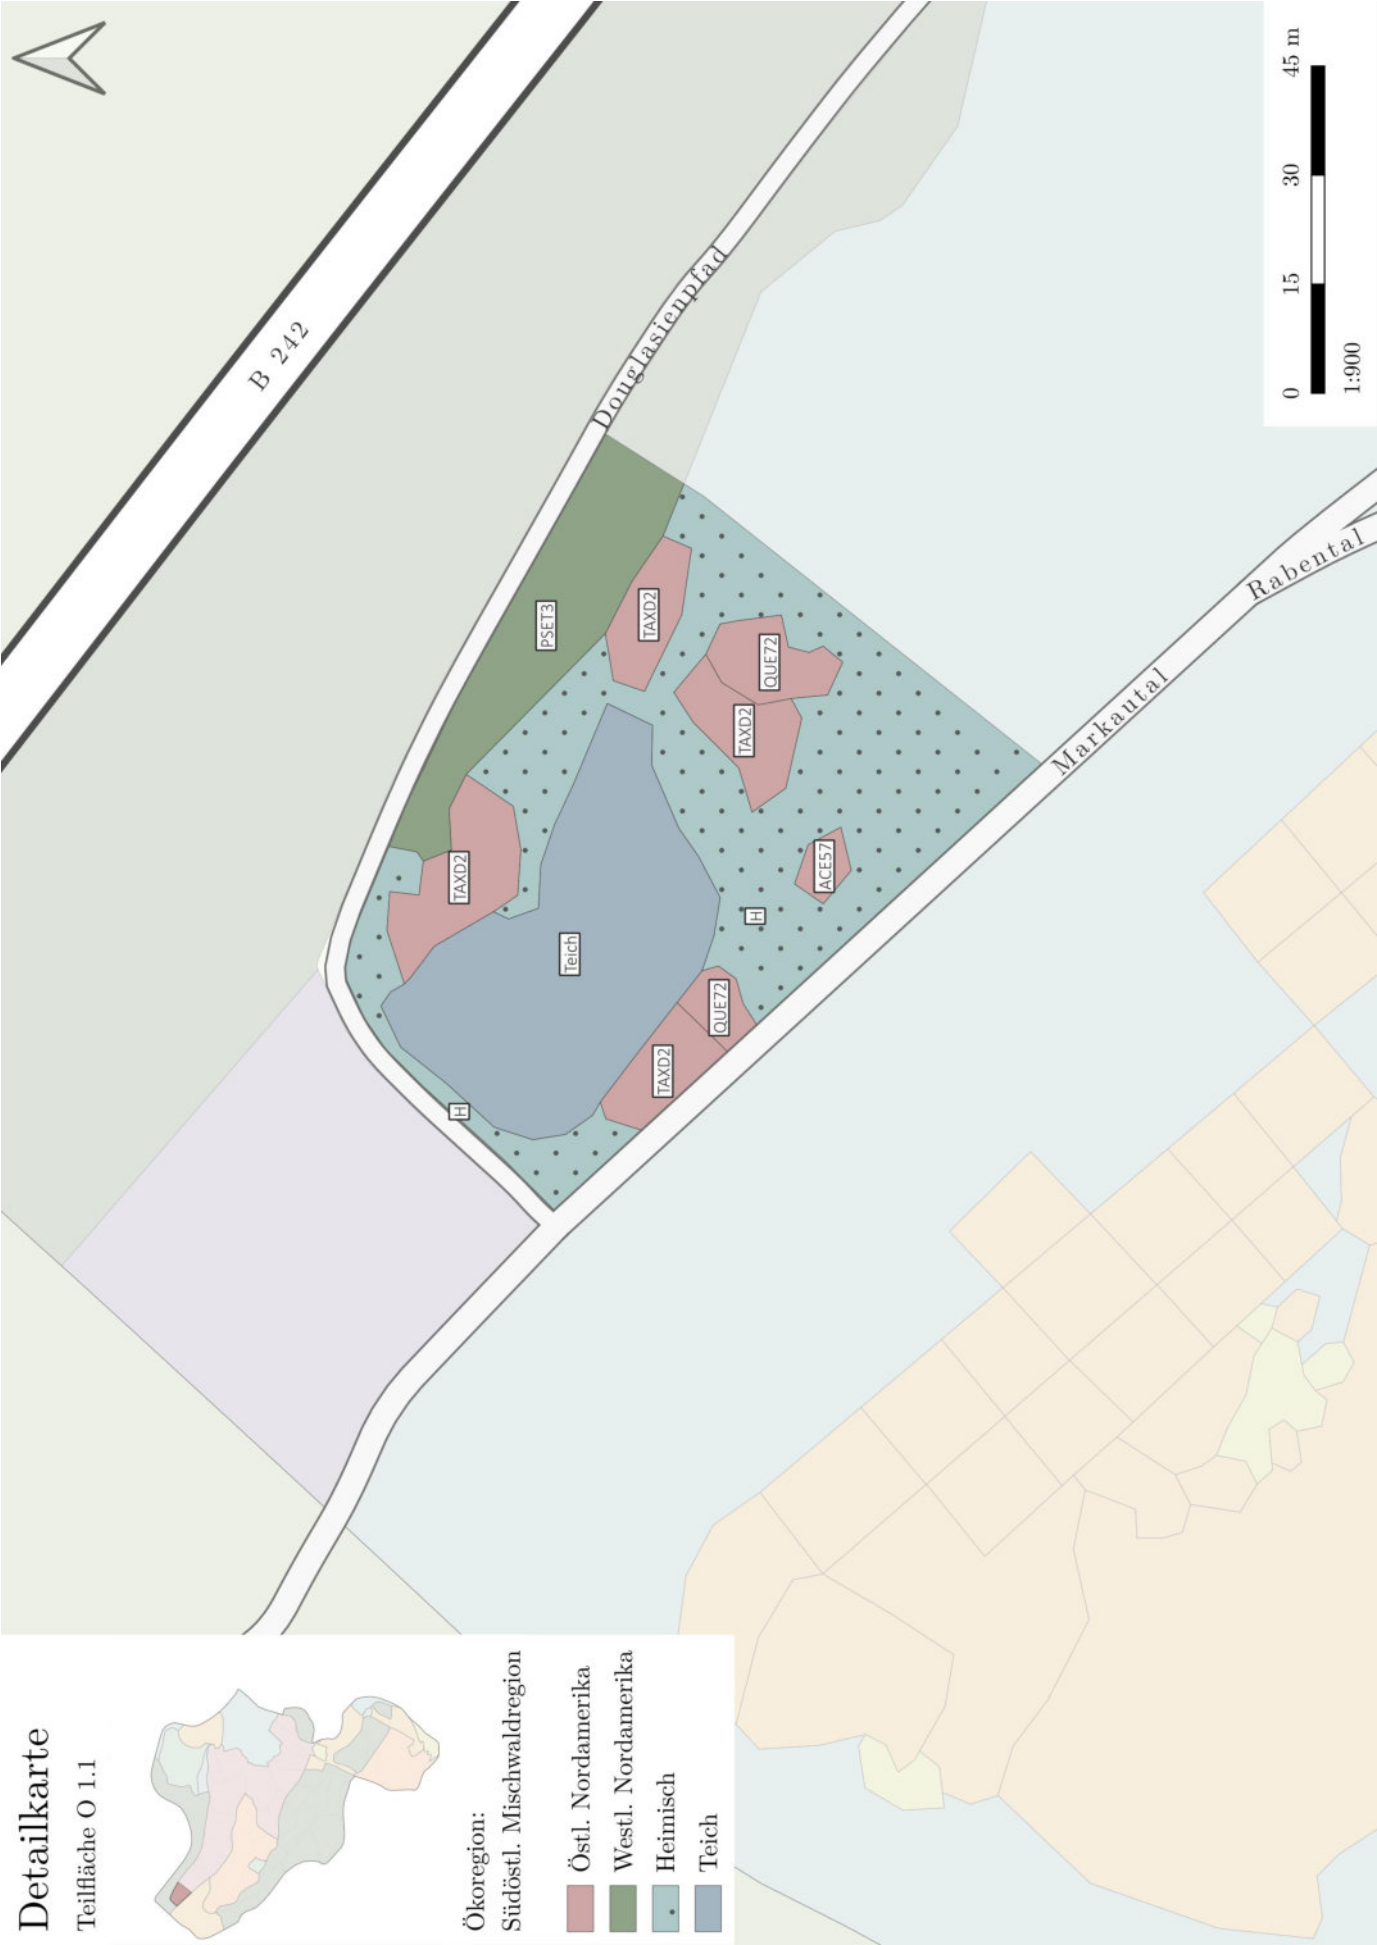 Detailkarte
Teilfläche O 1.1
Ökoregion:
Südöstl. Mischwaldregion
Östl. Nordamerika
Westl. Nordamerika
Heimisch
Teich
B 242
Douglasienpfad
Markautal
Rabental
H
TAXD2
PSET3
Teich
TAXD2
TAXD2
QUE72
H
ACE57
TAXD2
QUE72
0 15 30 45 m
1:900